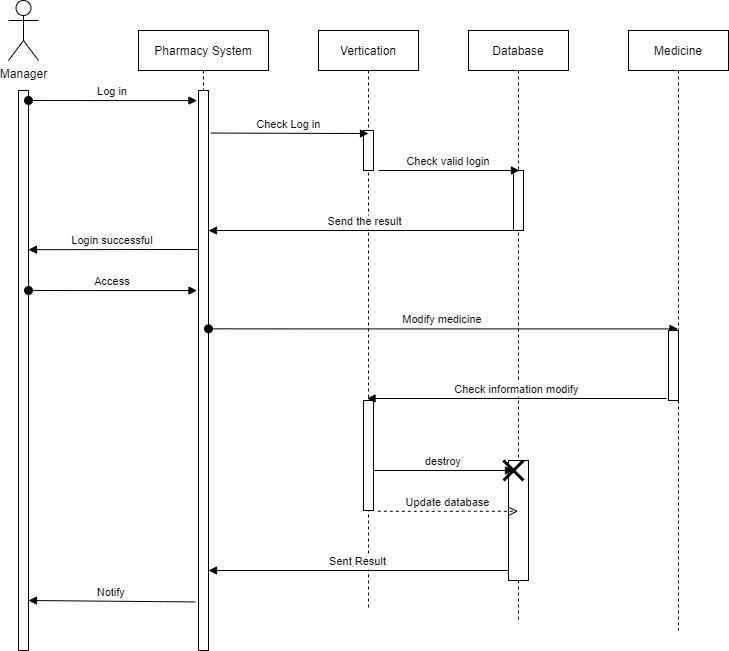 Manager
Pharmacy System
Vertication
Database
Medicine
Log in
Check Log in
Check valid login
Send the result
Login successful
Access
Modify medicine
Check information modify
destroy
Update database
Sent Result
Notify